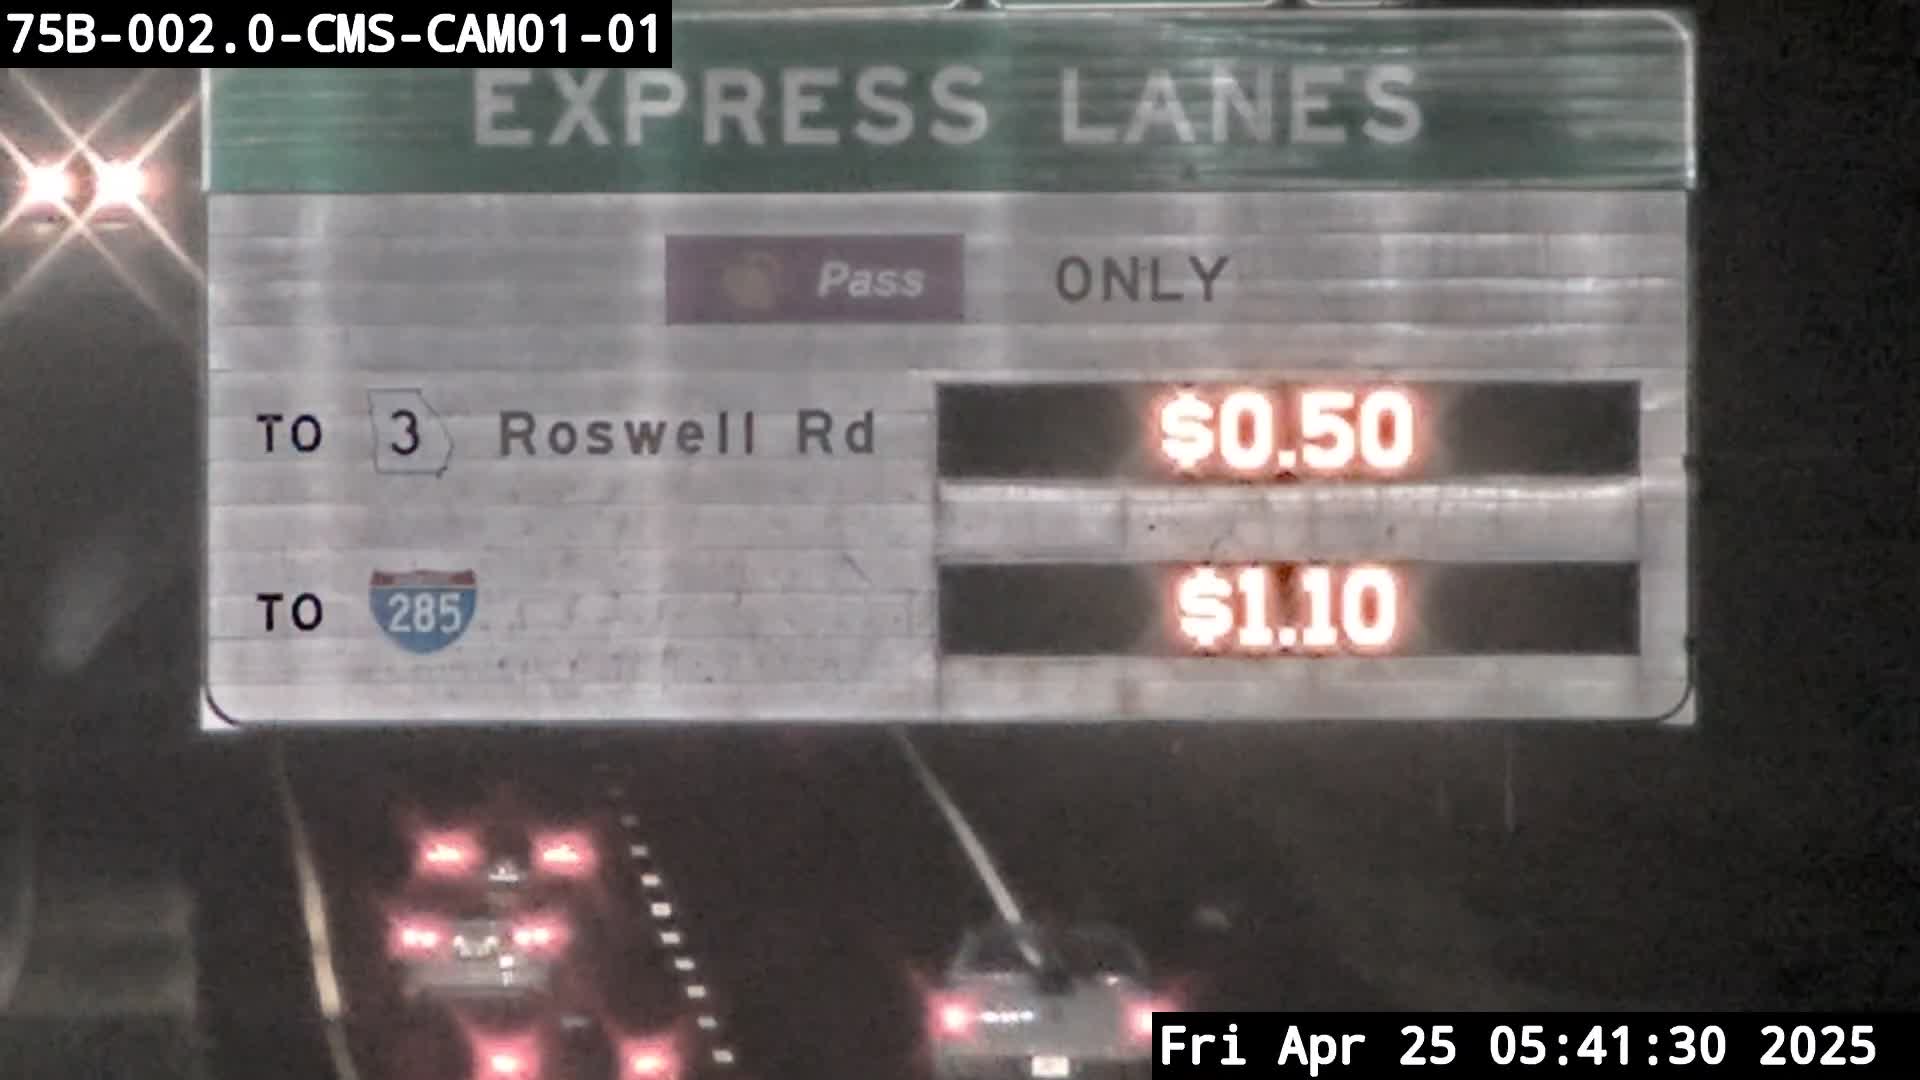 75B-002.0-CMS-CAM01-01
EXPRESS LANES
Pass ONLY
TO 3 Roswell Rd $0.50
TO 285 $1.10
Fri Apr 25 05:41:30 2025